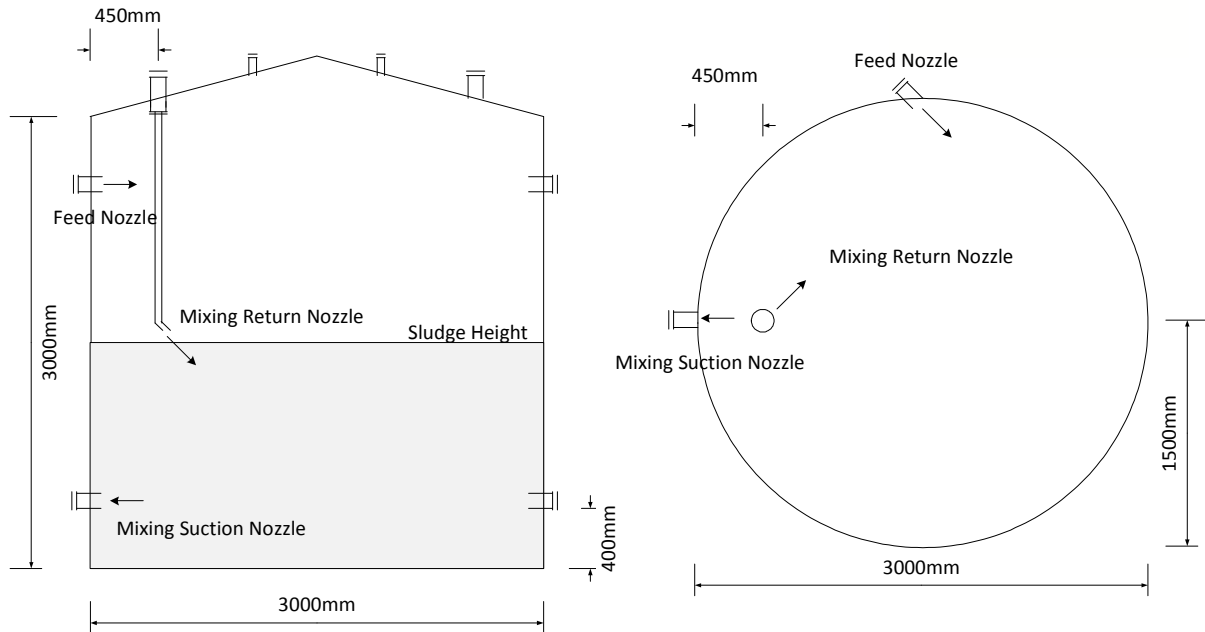 450mm
Feed Nozzle
3000mm
Mixing Return Nozzle
Sludge Height
Mixing Suction Nozzle
400mm
3000mm
Feed Nozzle
450mm
Mixing Return Nozzle
Mixing Suction Nozzle
1500mm
3000mm